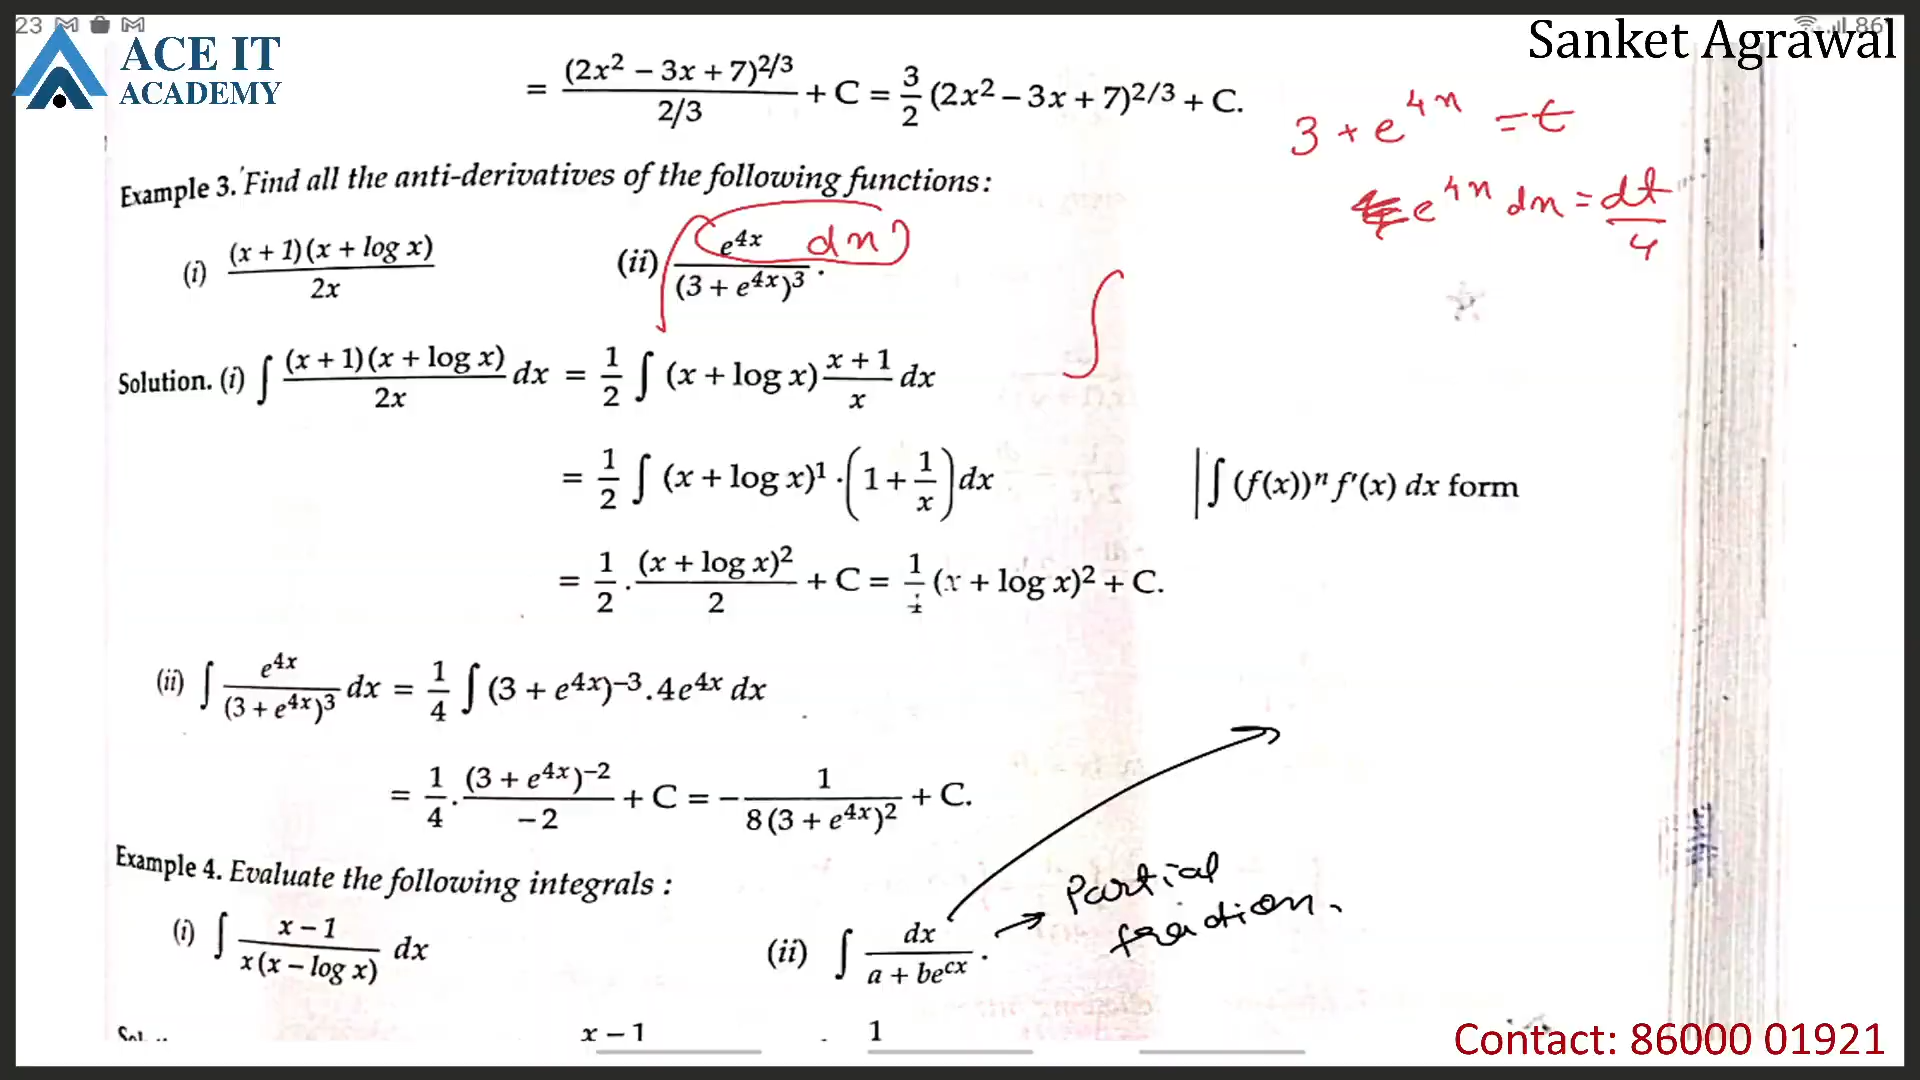 23
86
ACE IT
ACADEMY
Sanket Agrawal
= (2x² – 3x + 7)^2/3 / 2/3 + C = 3/2 (2x² – 3x + 7)^2/3 + C.
3 + e^4x = t
e^4x dx = dt/4
Example 3. Find all the anti-derivatives of the following functions:
(i) (x + 1)(x + log x) / 2x (ii) ∫ e^4x dx / (3 + e^4x)³.
∫
Solution. (i) ∫ (x + 1)(x + log x) / 2x dx = 1/2 ∫ (x + log x) x + 1 / x dx
= 1/2 ∫ (x + log x)¹ · (1 + 1/x) dx | ∫ (f(x))ⁿ f′(x) dx form
= 1/2 . (x + log x)² / 2 + C = 1/4 (x + log x)² + C.
(ii) ∫ e^4x / (3 + e^4x)³ dx = 1/4 ∫ (3 + e^4x)^–3 . 4e^4x dx
= 1/4 . (3 + e^4x)^–2 / –2 + C = – 1 / 8(3 + e^4x)² + C.
Example 4. Evaluate the following integrals :
(i) ∫ x – 1 / x(x – log x) dx (ii) ∫ dx / a + be^cx .
→ Partial
fraction.
x – 1 1
Contact: 86000 01921